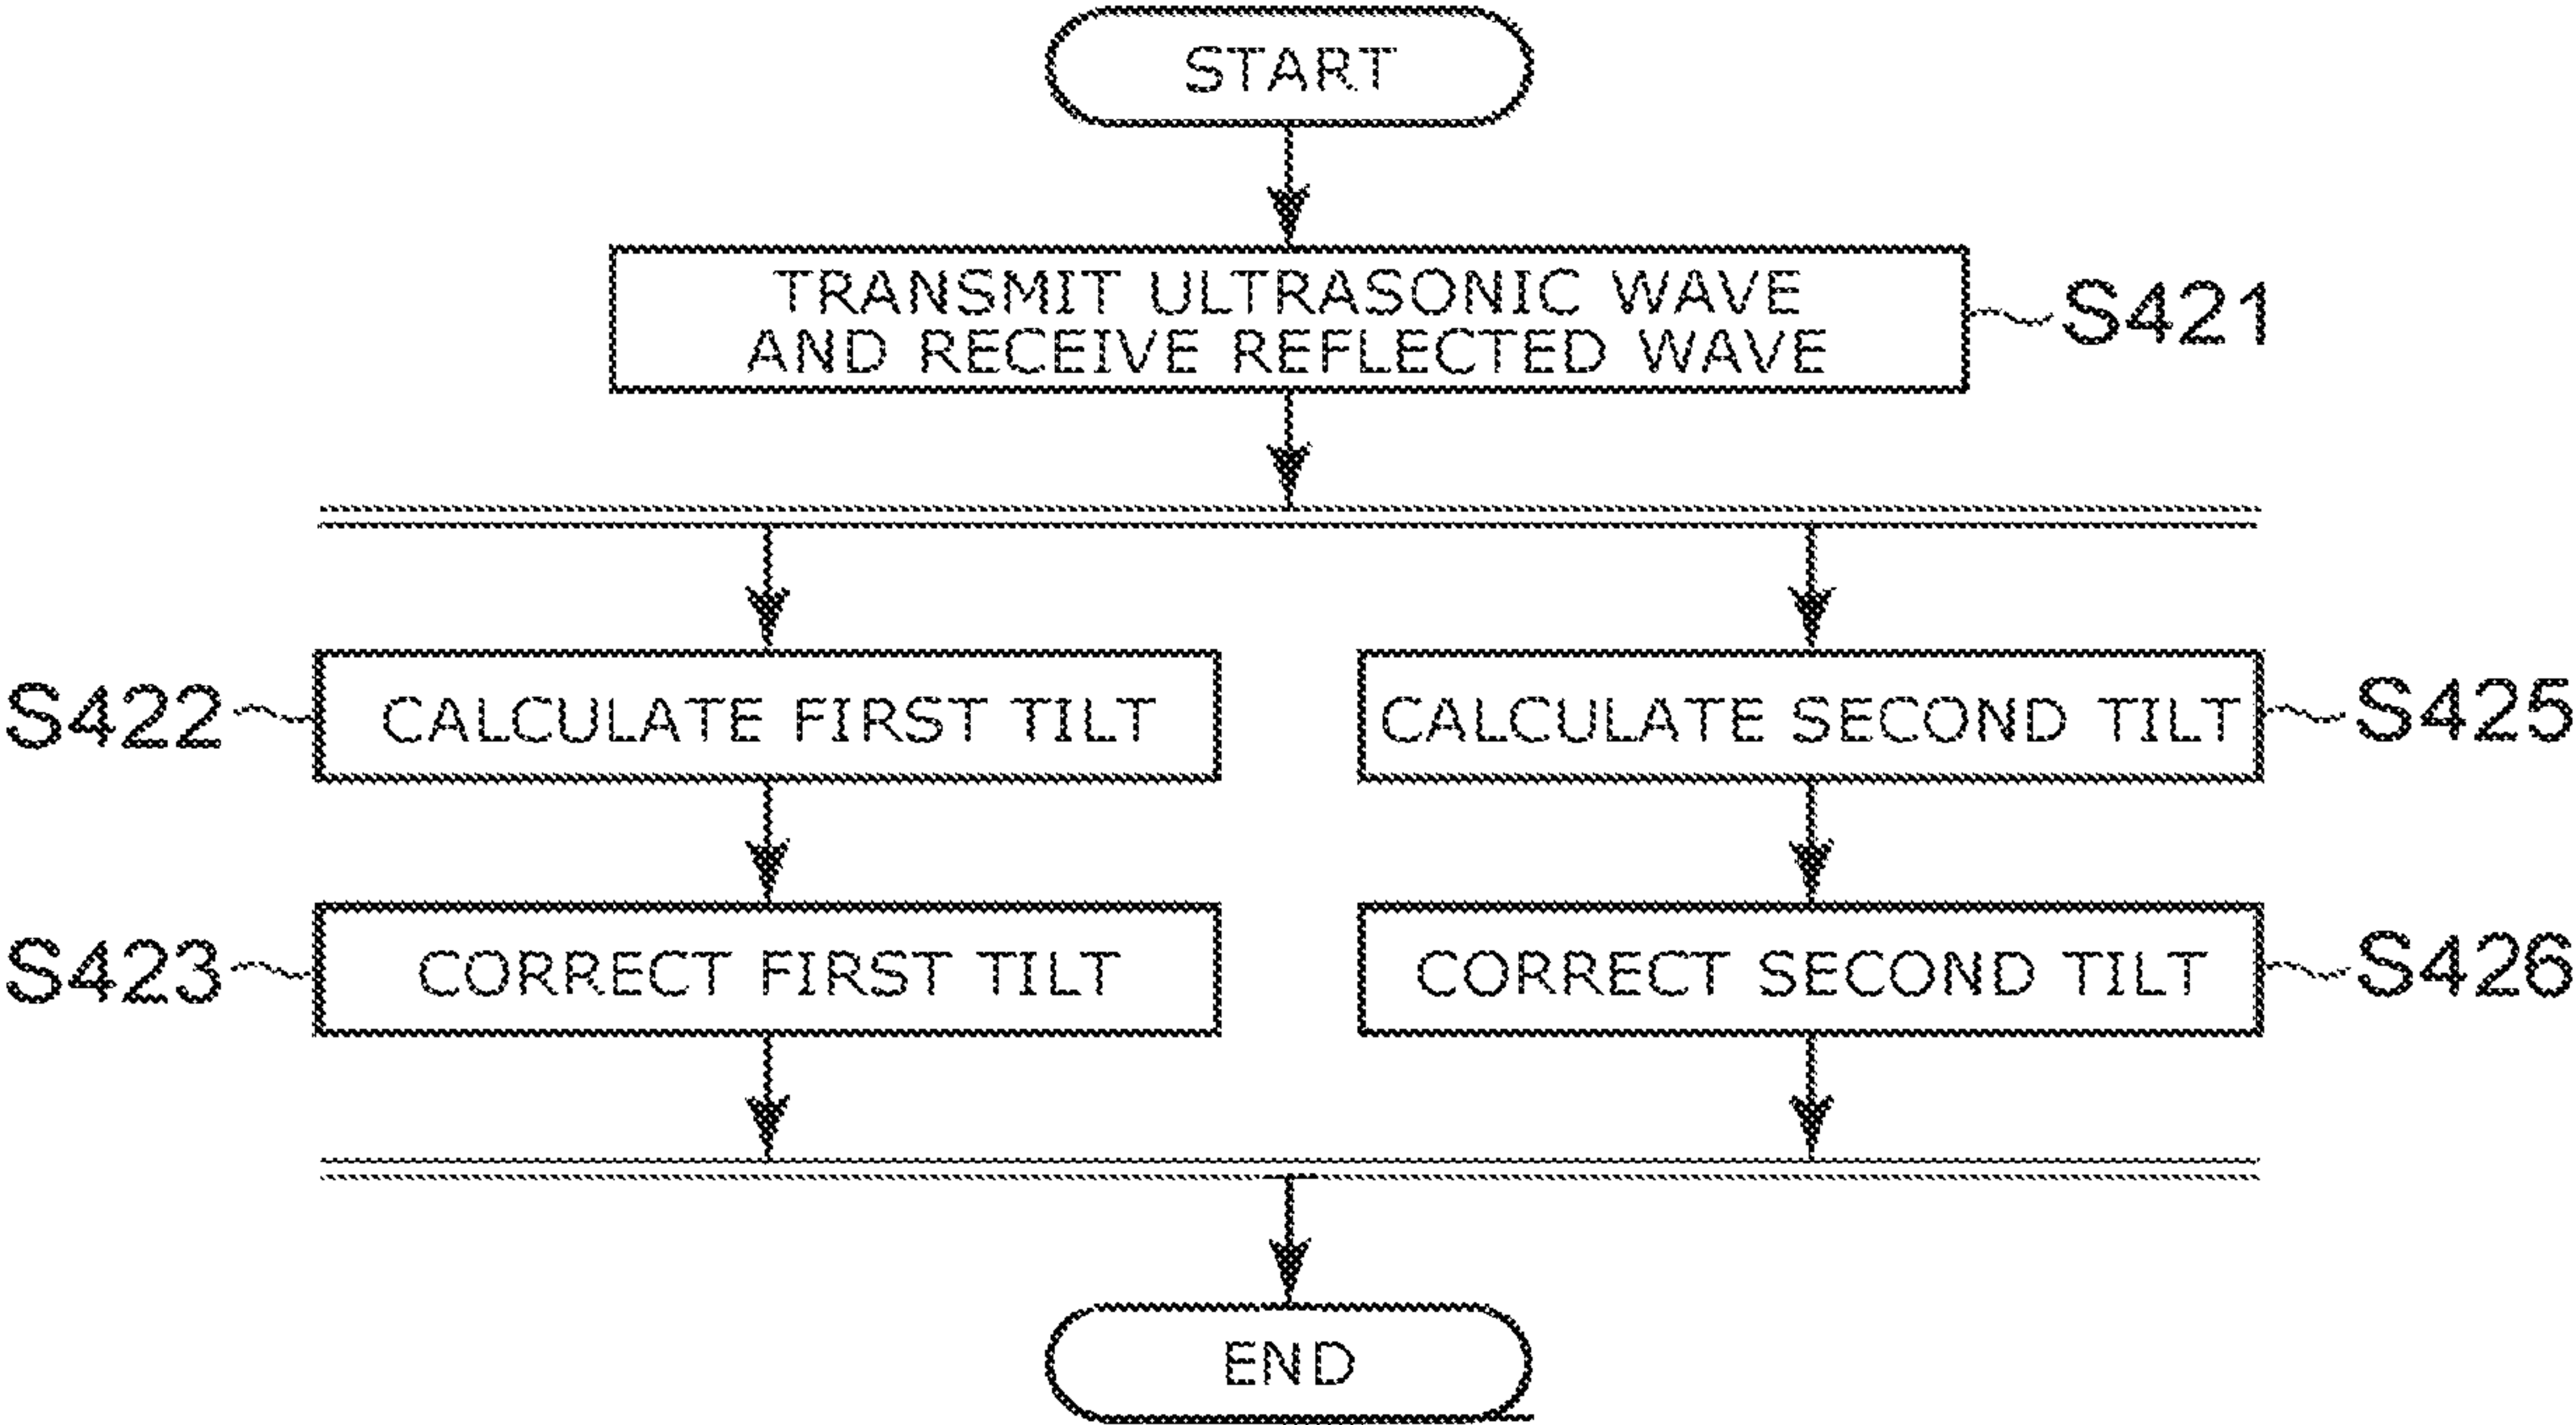 START
TRANSMIT ULTRASONIC WAVE
AND RECEIVE REFLECTED WAVE
S421
S422
CALCULATE FIRST TILT
CALCULATE SECOND TILT
S425
S423
CORRECT FIRST TILT
CORRECT SECOND TILT
S426
END